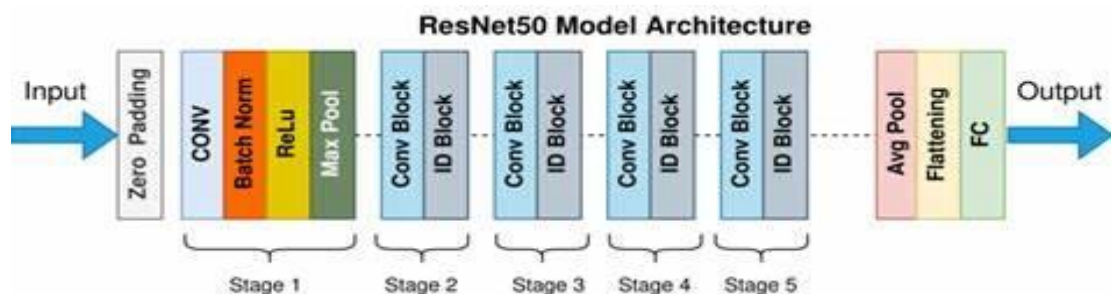 ResNet50 Model Architecture
Input
Zero Padding
CONV
Batch Norm
ReLu
Max Pool
Conv Block
ID Block
Conv Block
ID Block
Conv Block
ID Block
Conv Block
ID Block
Avg Pool
Flattening
FC
Output
Stage 1
Stage 2
Stage 3
Stage 4
Stage 5